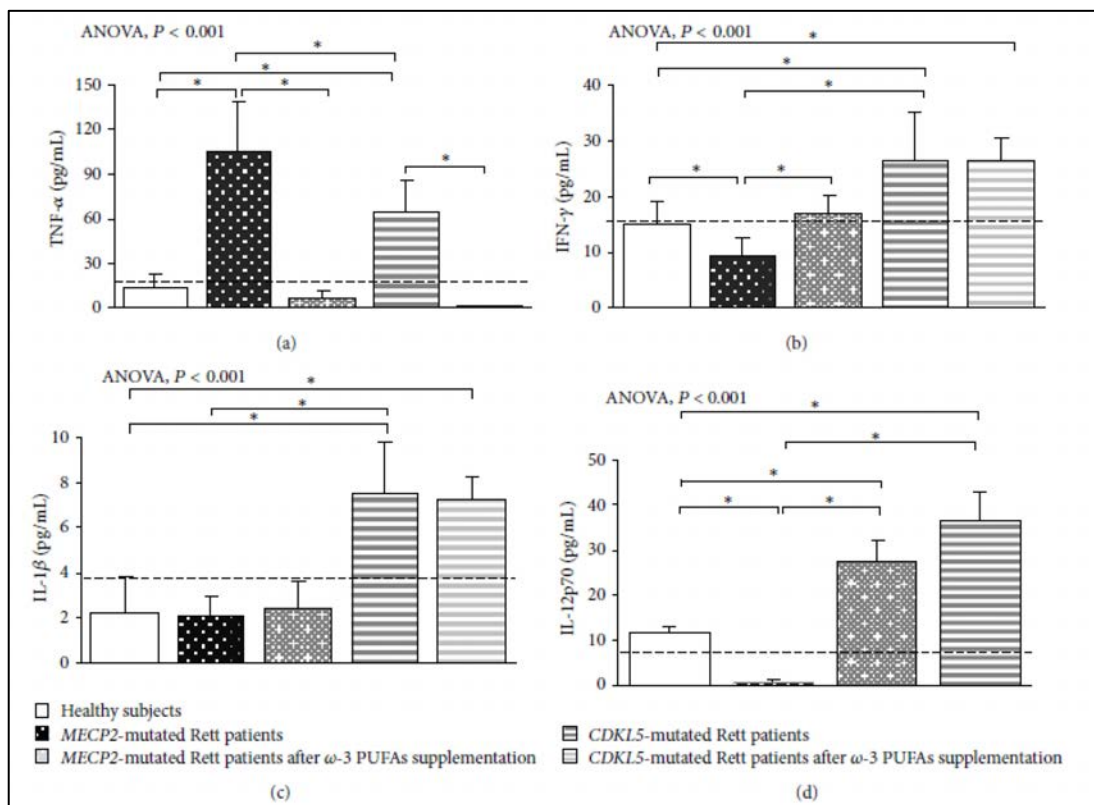 ANOVA, P < 0.001
*
*
*
*
*
TNF-α (pg/mL)
150
120
90
60
30
0
(a)
ANOVA, P < 0.001
*
*
*
*
*
IFN-γ (pg/mL)
40
30
20
10
0
(b)
ANOVA, P < 0.001
*
*
*
IL-1β (pg/mL)
10
8
6
4
2
0
ANOVA, P < 0.001
*
*
*
*
*
IL-12p70 (pg/mL)
50
40
30
20
10
0
Healthy subjects
MECP2-mutated Rett patients
MECP2-mutated Rett patients after ω-3 PUFAs supplementation
(c)
CDKL5-mutated Rett patients
CDKL5-mutated Rett patients after ω-3 PUFAs supplementation
(d)